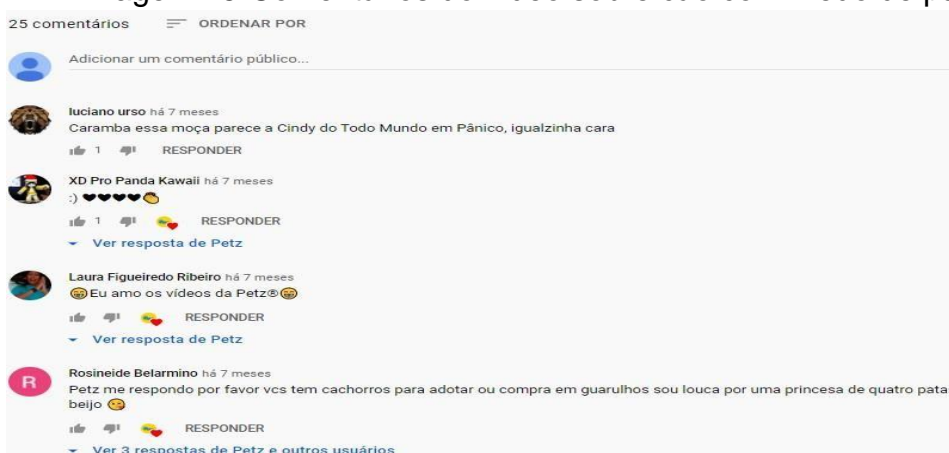 25 comentários ORDENAR POR
Adicionar um comentário público...
luciano urso há 7 meses
Caramba essa moça parece a Cindy do Todo Mundo em Pânico, igualzinha cara
1 RESPONDER
XD Pro Panda Kawaii há 7 meses
:) ♥♥♥♥👏
1 RESPONDER
Ver resposta de Petz
Laura Figueiredo Ribeiro há 7 meses
😁Eu amo os vídeos da Petz®😁
RESPONDER
Ver resposta de Petz
R
Rosineide Belarmino há 7 meses
Petz me respondo por favor vcs tem cachorros para adotar ou compra em guarulhos sou louca por uma princesa de quatro pata
beijo 😘
RESPONDER
Ver 3 respostas de Petz e outros usuários